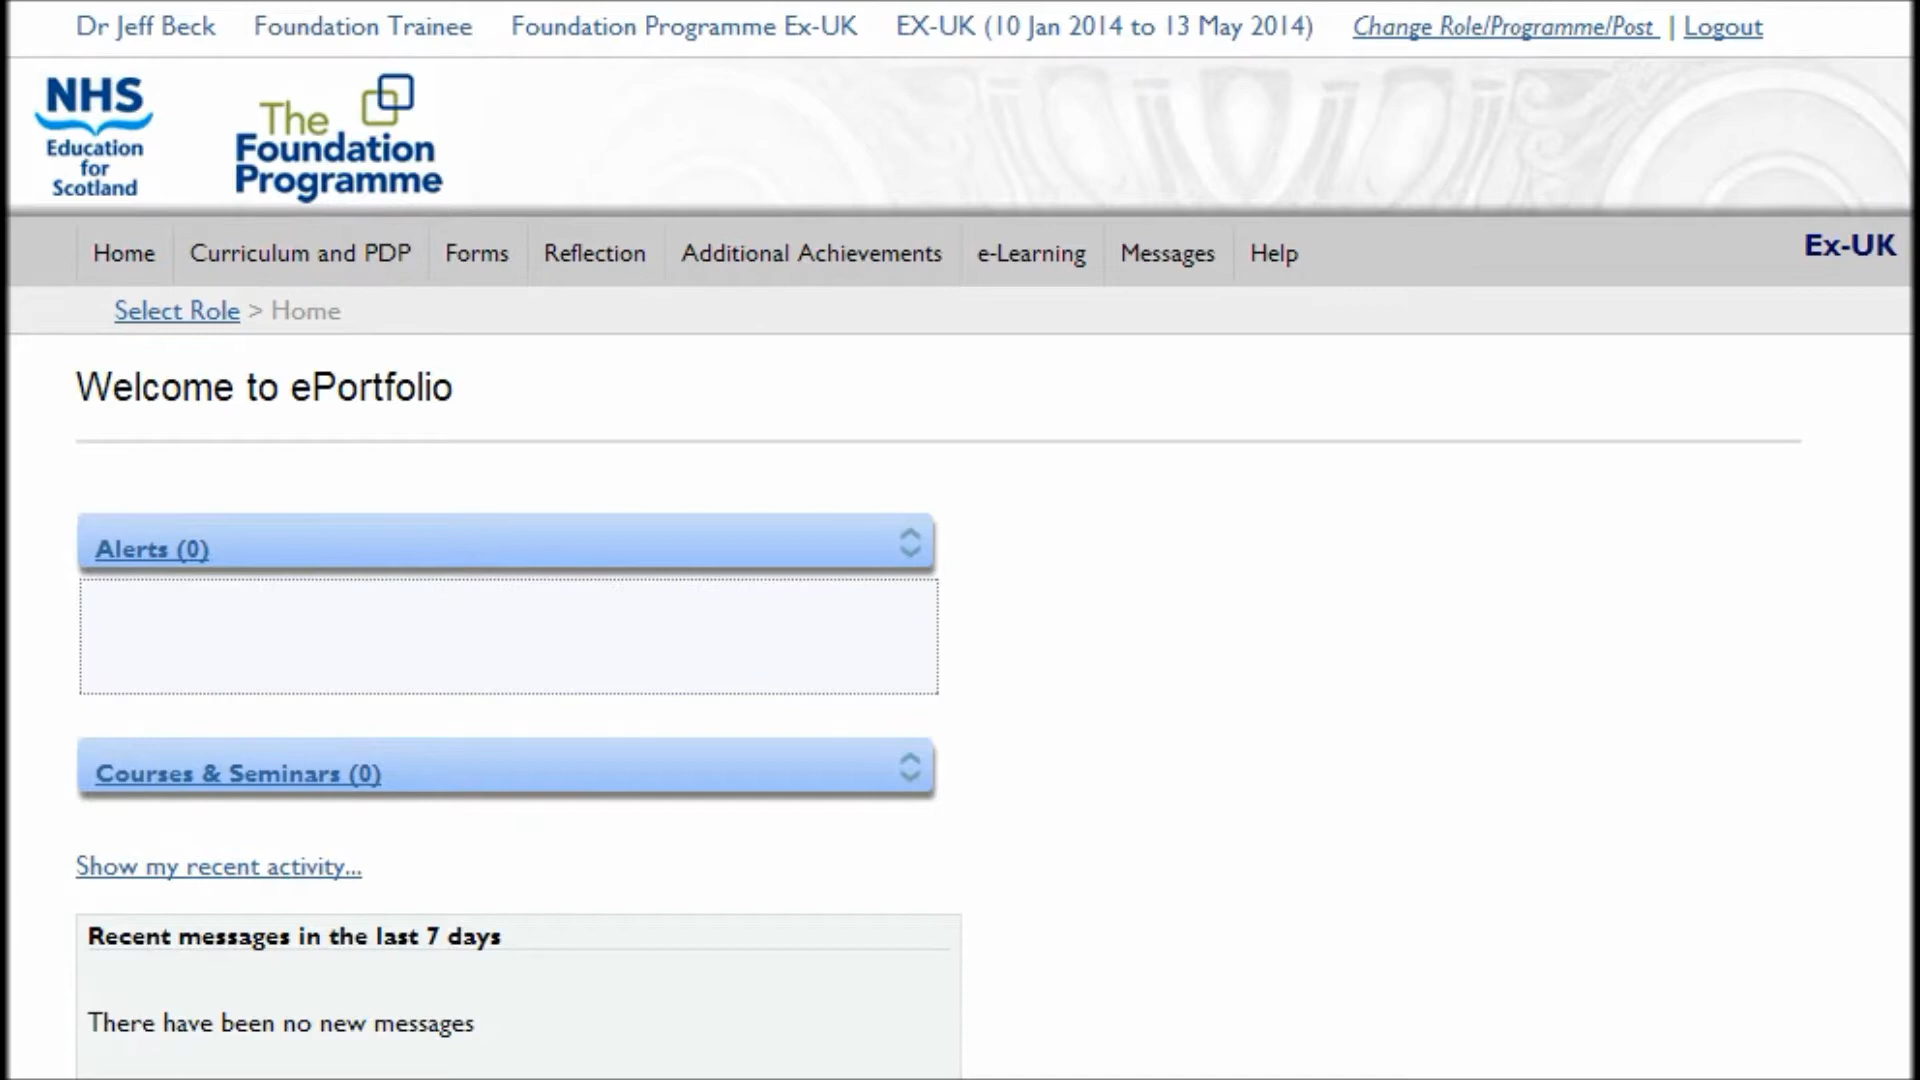 Dr Jeff Beck Foundation Trainee Foundation Programme Ex-UK EX-UK (10 Jan 2014 to 13 May 2014) Change Role/Programme/Post | Logout
NHS
Education
for
Scotland
The
Foundation
Programme
Home Curriculum and PDP Forms Reflection Additional Achievements e-Learning Messages Help Ex-UK
Select Role > Home
Welcome to ePortfolio
Alerts (0)
Courses & Seminars (0)
Show my recent activity...
Recent messages in the last 7 days
There have been no new messages